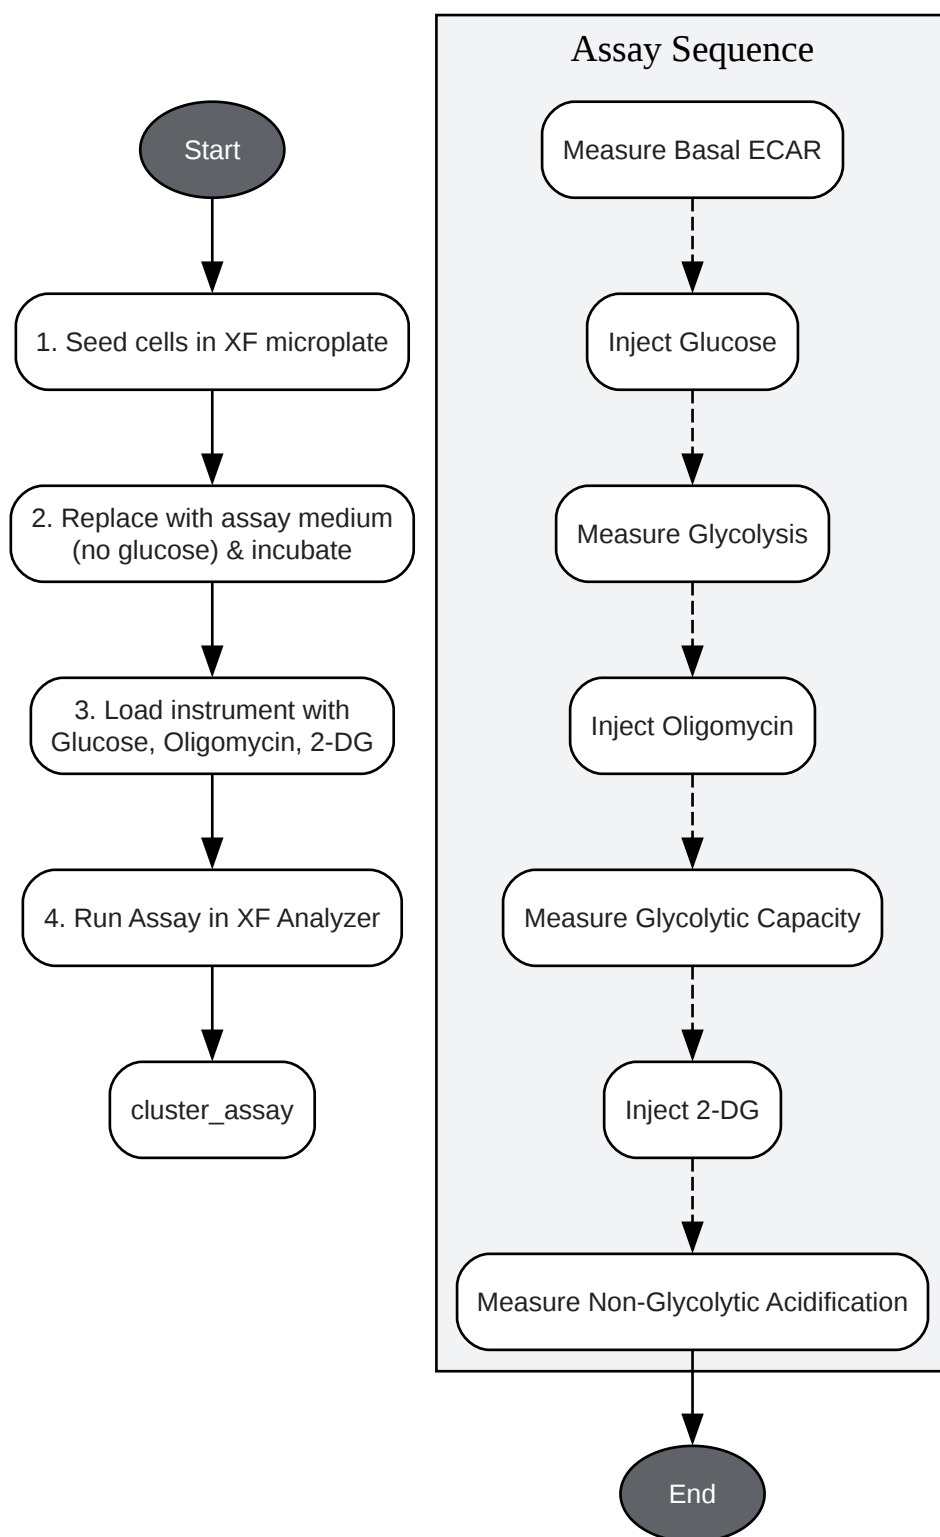 Start
1. Seed cells in XF microplate
2. Replace with assay medium
(no glucose) & incubate
3. Load instrument with
Glucose, Oligomycin, 2-DG
4. Run Assay in XF Analyzer
cluster_assay
Assay Sequence
Measure Basal ECAR
Inject Glucose
Measure Glycolysis
Inject Oligomycin
Measure Glycolytic Capacity
Inject 2-DG
Measure Non-Glycolytic Acidification
End